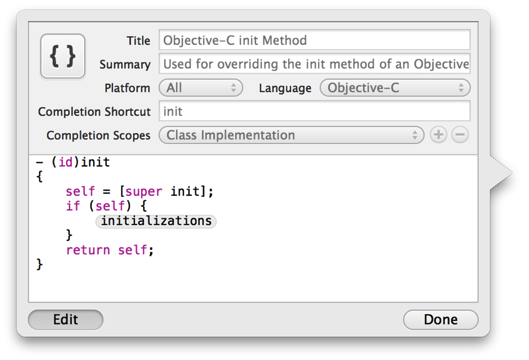 { }
Title Objective-C init Method
Summary Used for overriding the init method of an Objective
Platform All Language Objective-C
Completion Shortcut init
Completion Scopes Class Implementation
- (id)init
{
self = [super init];
if (self) {
initializations
}
return self;
}
Edit Done